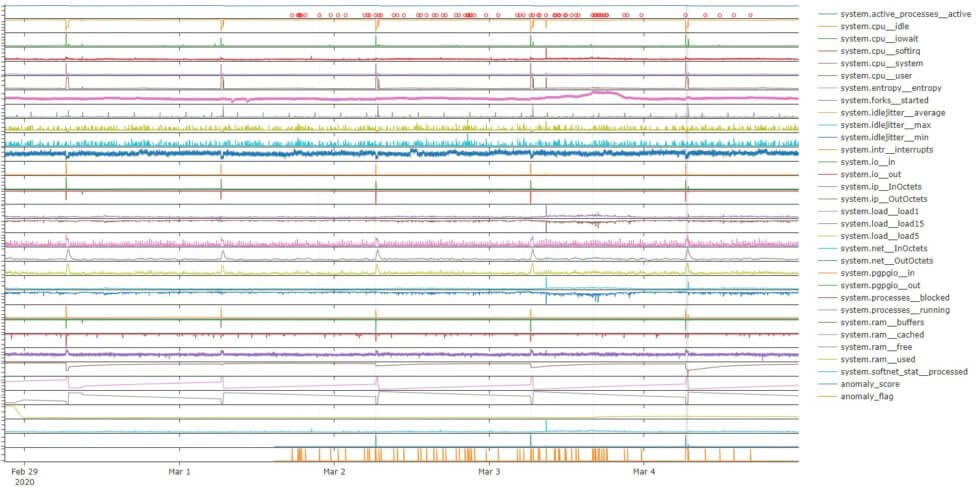 system.active_processes__active
system.cpu__idle
system.cpu__iowait
system.cpu__softirq
system.cpu__system
system.cpu__user
system.entropy__entropy
system.forks__started
system.idlejitter__average
system.idlejitter__max
system.idlejitter__min
system.intr__interrupts
system.io__in
system.io__out
system.ip__InOctets
system.ip__OutOctets
system.load__load1
system.load__load15
system.load__load5
system.net__InOctets
system.net__OutOctets
system.pgpgio__in
system.pgpgio__out
system.processes__blocked
system.processes__running
system.ram__buffers
system.ram__cached
system.ram__free
system.ram__used
system.softnet_stat__processed
anomaly_score
anomaly_flag
Feb 29 Mar 1 Mar 2 Mar 3 Mar 4
2020